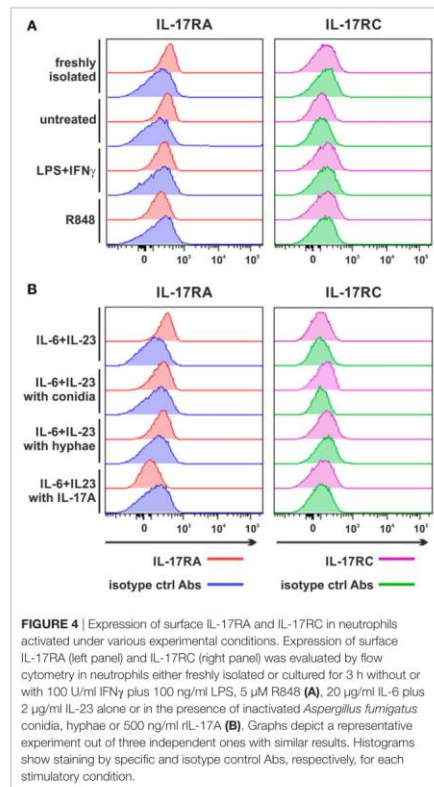 A
IL-17RA
IL-17RC
freshly
isolated
untreated
LPS+IFNγ
R848
0 10³ 10⁴ 10⁵
0 10³ 10⁴ 10⁵
B
IL-17RA
IL-17RC
IL-6+IL-23
IL-6+IL-23
with conidia
IL-6+IL-23
with hyphae
IL-6+IL23
with IL-17A
0 10³ 10⁴ 10⁵
0 10³ 10⁴ 10⁵
IL-17RA
IL-17RC
isotype ctrl Abs
isotype ctrl Abs
FIGURE 4 | Expression of surface IL-17RA and IL-17RC in neutrophils
activated under various experimental conditions. Expression of surface
IL-17RA (left panel) and IL-17RC (right panel) was evaluated by flow
cytometry in neutrophils either freshly isolated or cultured for 3 h without or
with 100 U/ml IFNγ plus 100 ng/ml LPS, 5 µM R848 (A), 20 µg/ml IL-6 plus
2 µg/ml IL-23 alone or in the presence of inactivated Aspergillus fumigatus
conidia, hyphae or 500 ng/ml rIL-17A (B). Graphs depict a representative
experiment out of three independent ones with similar results. Histograms
show staining by specific and isotype control Abs, respectively, for each
stimulatory condition.